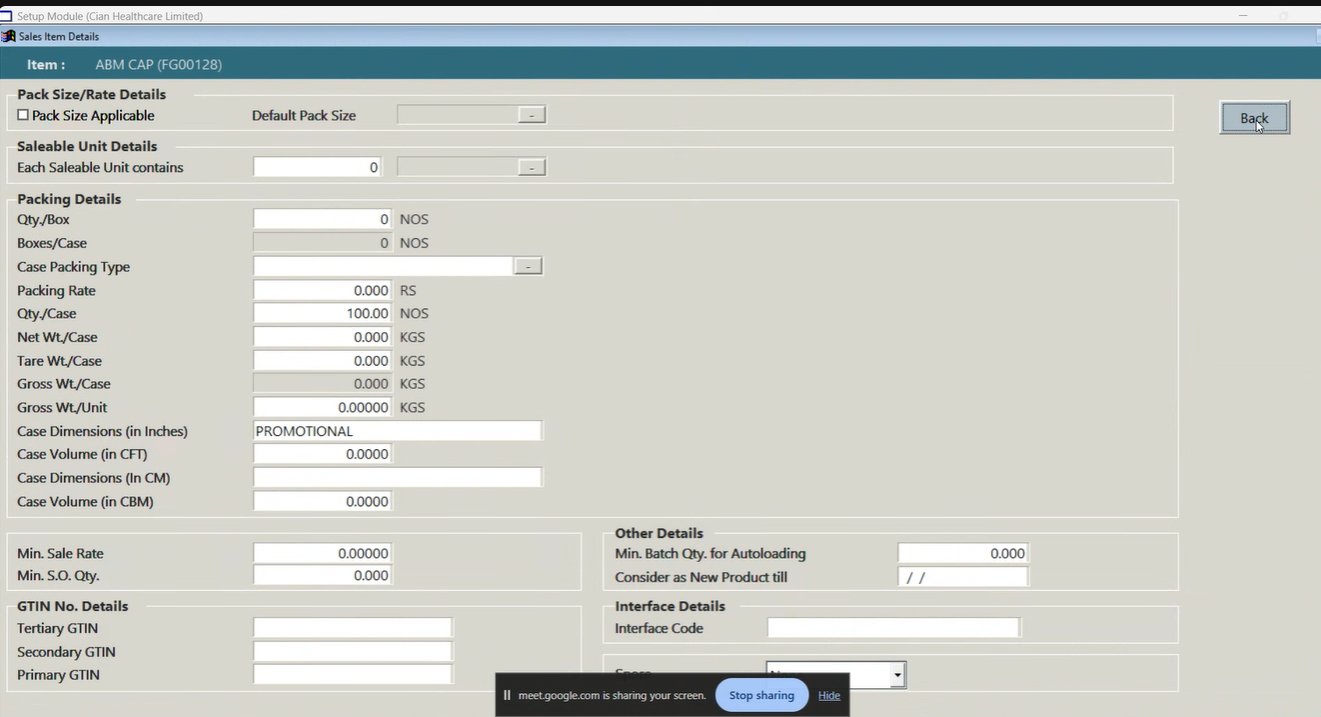 Setup Module (Cian Healthcare Limited)
Sales Item Details
Item : ABM CAP (FG00128)
Pack Size/Rate Details
Pack Size Applicable Default Pack Size -
Back
Saleable Unit Details
Each Saleable Unit contains 0 -
Packing Details
Qty./Box 0 NOS
Boxes/Case 0 NOS
Case Packing Type -
Packing Rate 0.000 RS
Qty./Case 100.00 NOS
Net Wt./Case 0.000 KGS
Tare Wt./Case 0.000 KGS
Gross Wt./Case 0.000 KGS
Gross Wt./Unit 0.00000 KGS
Case Dimensions (in Inches) PROMOTIONAL
Case Volume (in CFT) 0.0000
Case Dimensions (In CM)
Case Volume (in CBM) 0.0000
Min. Sale Rate 0.00000
Min. S.O. Qty. 0.000
Other Details
Min. Batch Qty. for Autoloading 0.000
Consider as New Product till / /
GTIN No. Details
Tertiary GTIN
Secondary GTIN
Primary GTIN
Interface Details
Interface Code
meet.google.com is sharing your screen. Stop sharing Hide